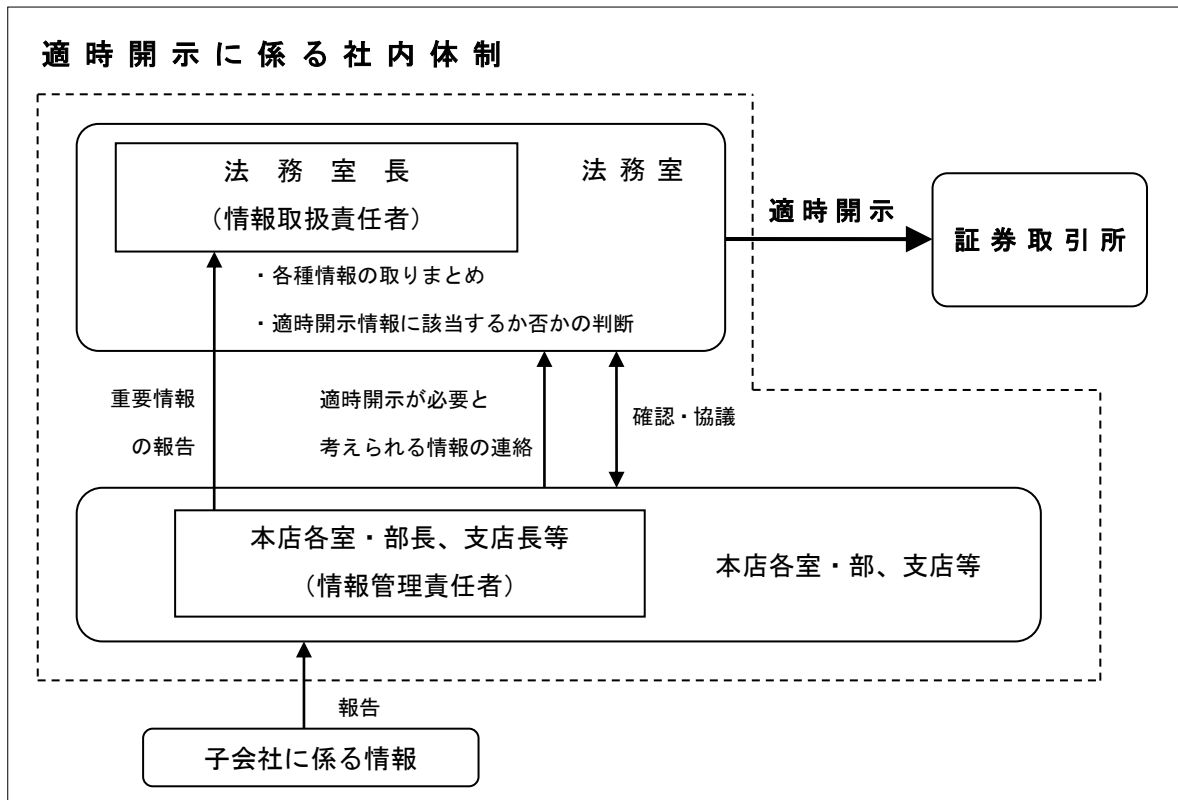 適時開示に係る社内体制
法務室長
（情報取扱責任者）
法務室
・各種情報の取りまとめ
・適時開示情報に該当するか否かの判断
適時開示
証券取引所
重要情報
の報告
適時開示が必要と
考えられる情報の連絡
確認・協議
本店各室・部長、支店長等
（情報管理責任者）
本店各室・部、支店等
報告
子会社に係る情報